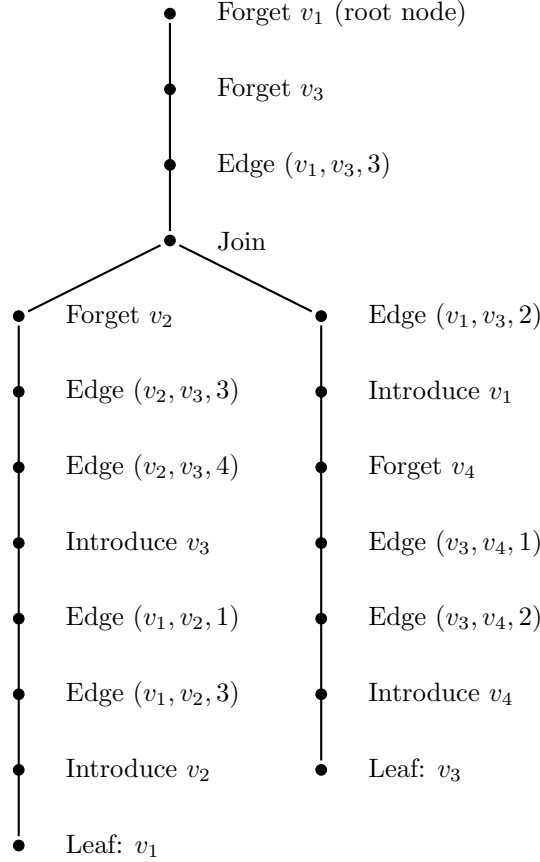 Forget v₁ (root node)
Forget v₃
Edge (v₁, v₃, 3)
Join
Forget v₂
Edge (v₂, v₃, 3)
Edge (v₂, v₃, 4)
Introduce v₃
Edge (v₁, v₂, 1)
Edge (v₁, v₂, 3)
Introduce v₂
Leaf: v₁
Edge (v₁, v₃, 2)
Introduce v₁
Forget v₄
Edge (v₃, v₄, 1)
Edge (v₃, v₄, 2)
Introduce v₄
Leaf: v₃